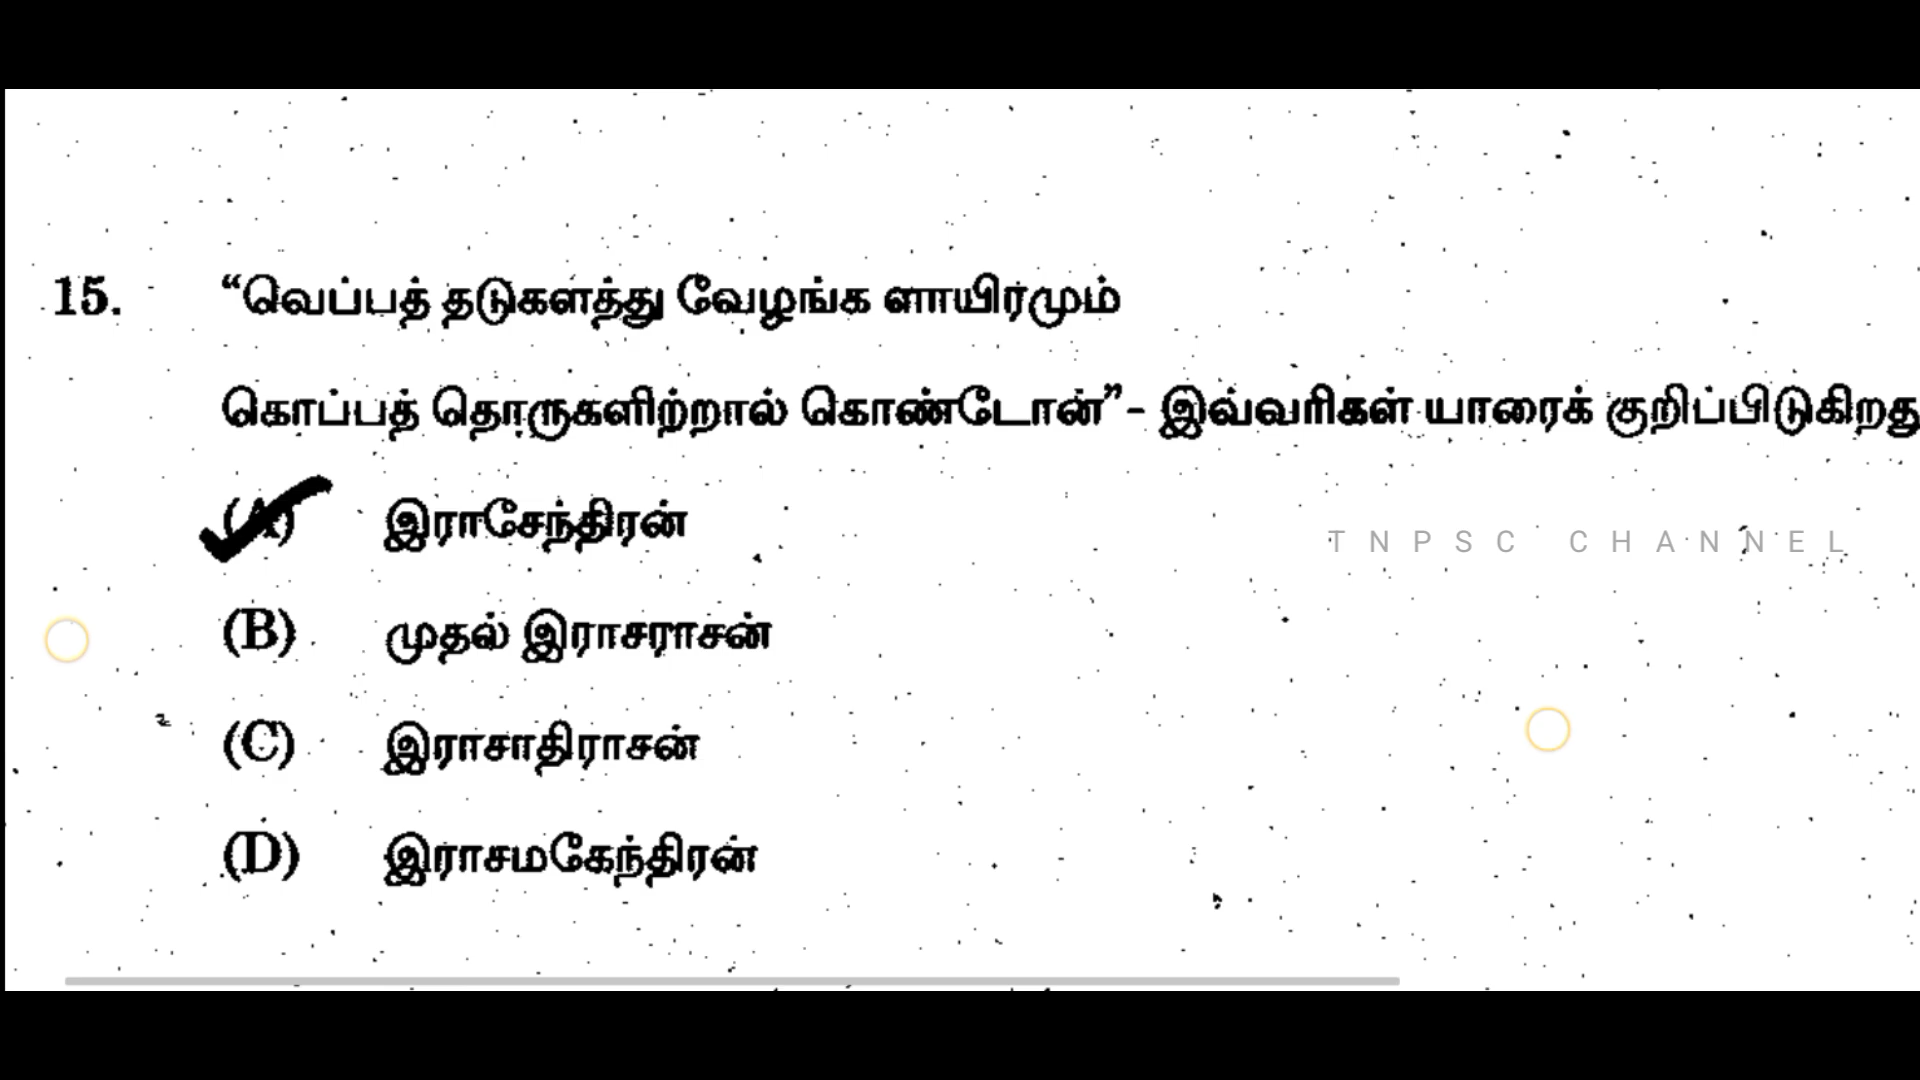 15. “வெப்பத் தடுகளத்து வேழங்க ளாயிரமும்
கொப்பத் தொருகளிற்றால் கொண்டோன்” - இவ்வரிகள் யாரைக் குறிப்பிடுகிறது
(A) இராசேந்திரன்
TNPSC CHANNEL
(B) முதல் இராசராசன்
(C) இராசாதிராசன்
(D) இராசமகேந்திரன்